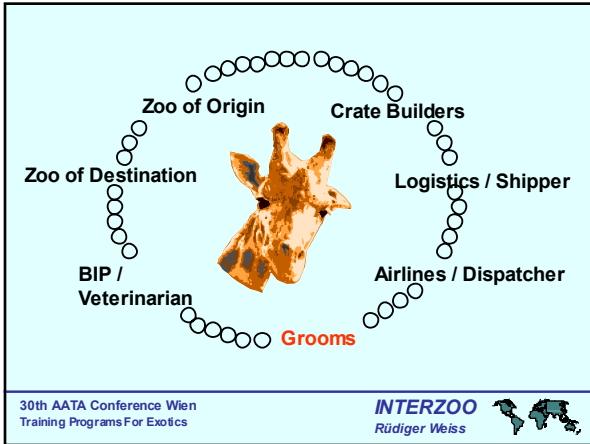 Zoo of Origin
Crate Builders
Zoo of Destination
Logistics / Shipper
BIP /
Veterinarian
Airlines / Dispatcher
Grooms
30th AATA Conference Wien
Training Programs For Exotics
INTERZOO
Rüdiger Weiss